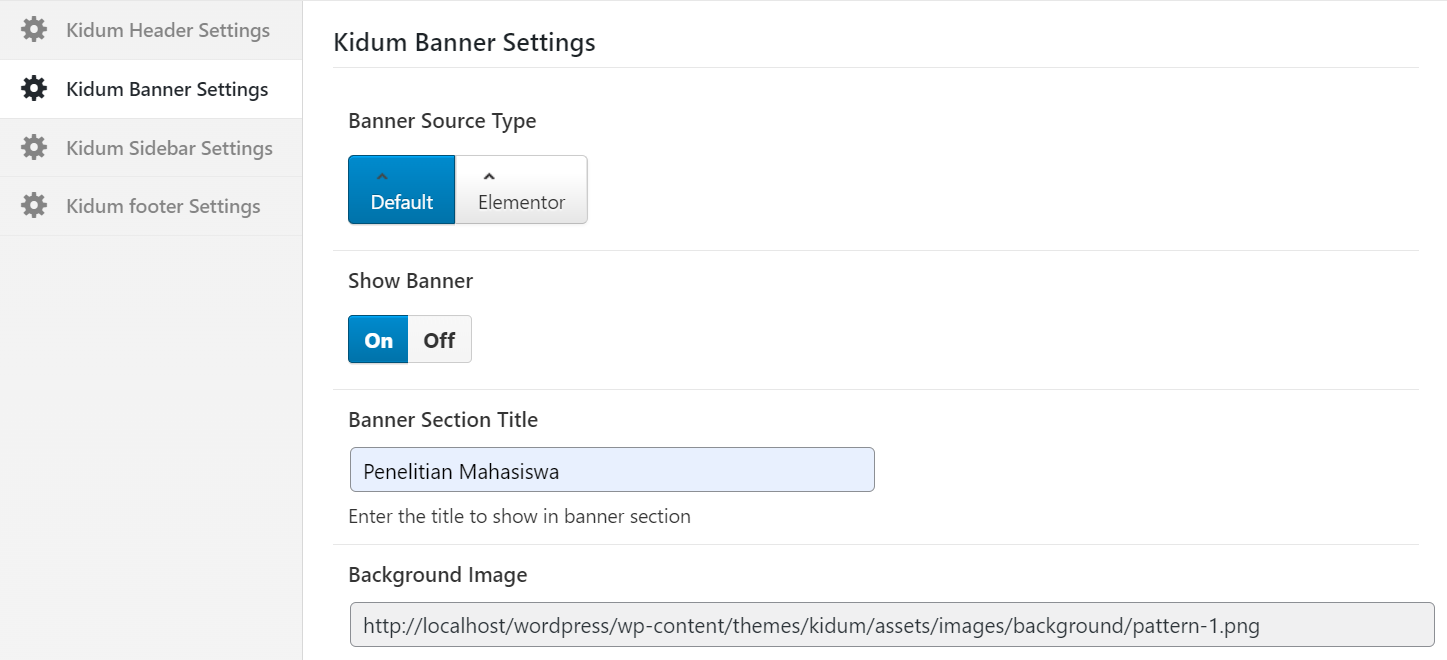 Kidum Header Settings
Kidum Banner Settings
Kidum Sidebar Settings
Kidum footer Settings
Kidum Banner Settings
Banner Source Type
Default Elementor
Show Banner
On Off
Banner Section Title
Penelitian Mahasiswa
Enter the title to show in banner section
Background Image
http://localhost/wordpress/wp-content/themes/kidum/assets/images/background/pattern-1.png